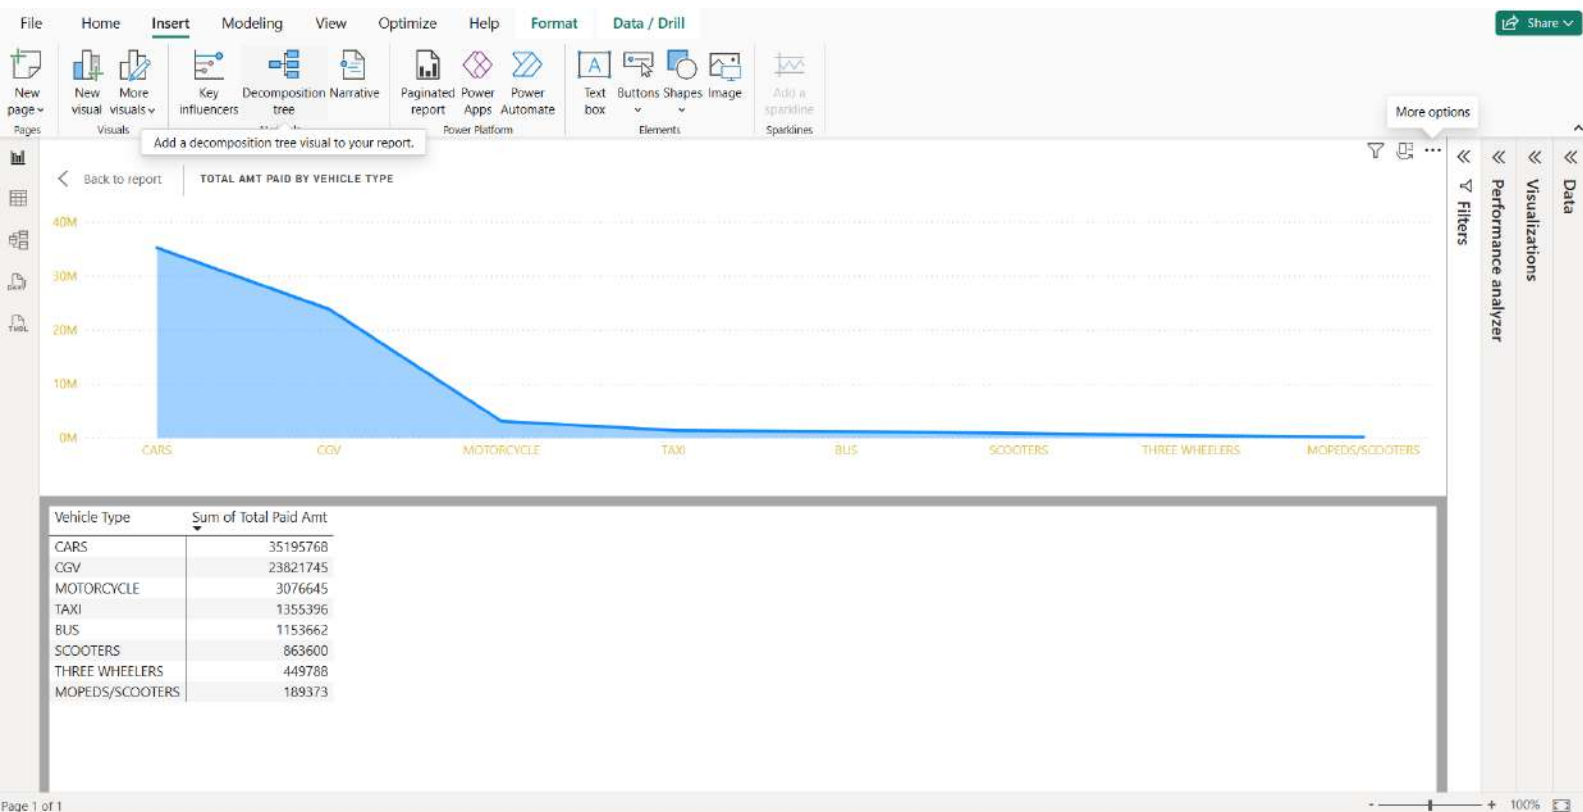 File Home Insert Modeling View Optimize Help Format Data / Drill Share
New page
New visual
More visuals
Key influencers
Decomposition tree
Narrative
Paginated report
Power Apps
Power Automate
Text box
Buttons
Shapes
Image
Add a sparkline
Pages Visuals Power Platform Elements Sparklines
More options
Add a decomposition tree visual to your report.
Back to report TOTAL AMT PAID BY VEHICLE TYPE
40M
30M
20M
10M
0M
CARS CGV MOTORCYCLE TAXI BUS SCOOTERS THREE WHEELERS MOPEDS/SCOOTERS
Filters
Performance analyzer
Visualizations
Data
Vehicle Type Sum of Total Paid Amt
CARS 35195768
CGV 23821745
MOTORCYCLE 3076645
TAXI 1355396
BUS 1153662
SCOOTERS 863600
THREE WHEELERS 449788
MOPEDS/SCOOTERS 189373
Page 1 of 1 - + 100%